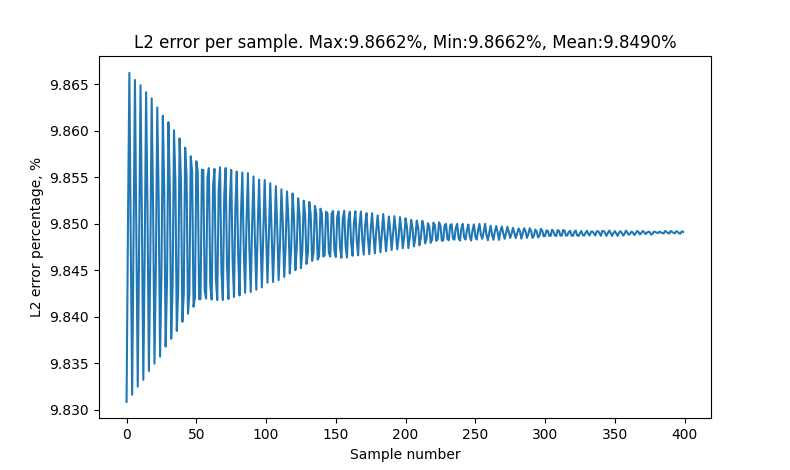 L2 error per sample. Max:9.8662%, Min:9.8662%, Mean:9.8490%
L2 error percentage, %
9.865
9.860
9.855
9.850
9.845
9.840
9.835
9.830
0 50 100 150 200 250 300 350 400
Sample number